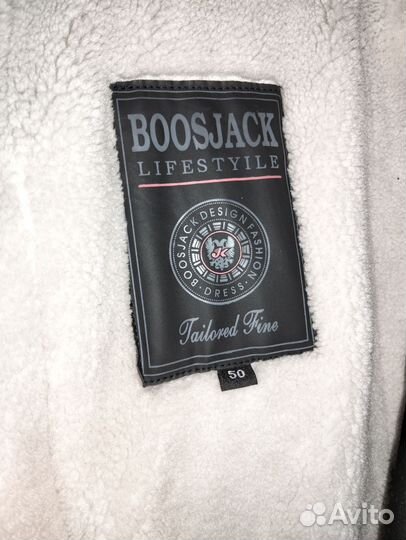 BOOSJACK
LIFESTYILE
BOOSJACK DESIGN FASHION
· DRESS ·
JK
Tailored Fine
50
Avito